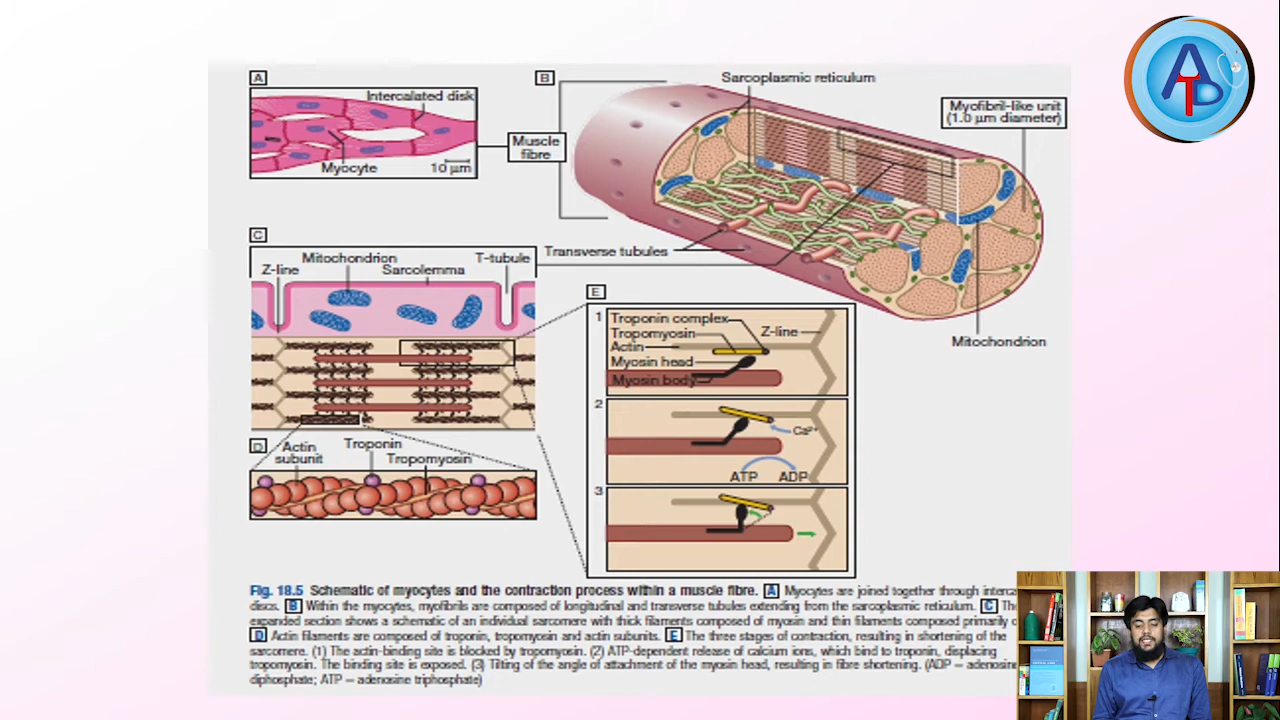 A
Intercalated disk
Myocyte
10 μm
Muscle
fibre
B
Sarcoplasmic reticulum
Myofibril-like unit
(1.0 μm diameter)
Transverse tubules
Mitochondrion
C
Z-line
Mitochondrion
Sarcolemma
T-tubule
D
Actin
subunit
Troponin
Tropomyosin
E
1
Troponin complex
Tropomyosin
Actin
Myosin head
Myosin body
Z-line
2
Ca²⁺
ATP
ADP
3
Fig. 18.5 Schematic of myocytes and the contraction process within a muscle fibre. A Myocytes are joined together through interca
discs. B Within the myocytes, myofibrils are composed of longitudinal and transverse tubules extending from the sarcoplasmic reticulum. C The
expanded section shows a schematic of an individual sarcomere with thick filaments composed of myosin and thin filaments composed primarily o
D Actin filaments are composed of troponin, tropomyosin and actin subunits. E The three stages of contraction, resulting in shortening of the
sarcomere. (1) The actin-binding site is blocked by tropomyosin. (2) ATP-dependent release of calcium ions, which bind to troponin, displacing
tropomyosin. The binding site is exposed. (3) Tilting of the angle of attachment of the myosin head, resulting in fibre shortening. (ADP = adenosine
diphosphate; ATP = adenosine triphosphate)